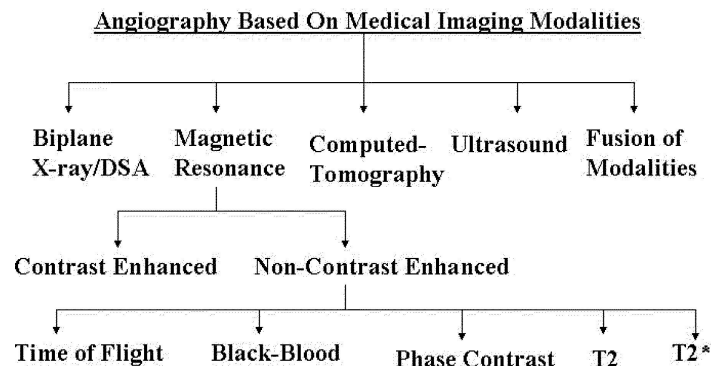 Angiography Based On Medical Imaging Modalities
Biplane
X-ray/DSA
Magnetic
Resonance
Computed-
Tomography
Ultrasound
Fusion of
Modalities
Contrast Enhanced
Non-Contrast Enhanced
Time of Flight
Black-Blood
Phase Contrast
T2
T2*